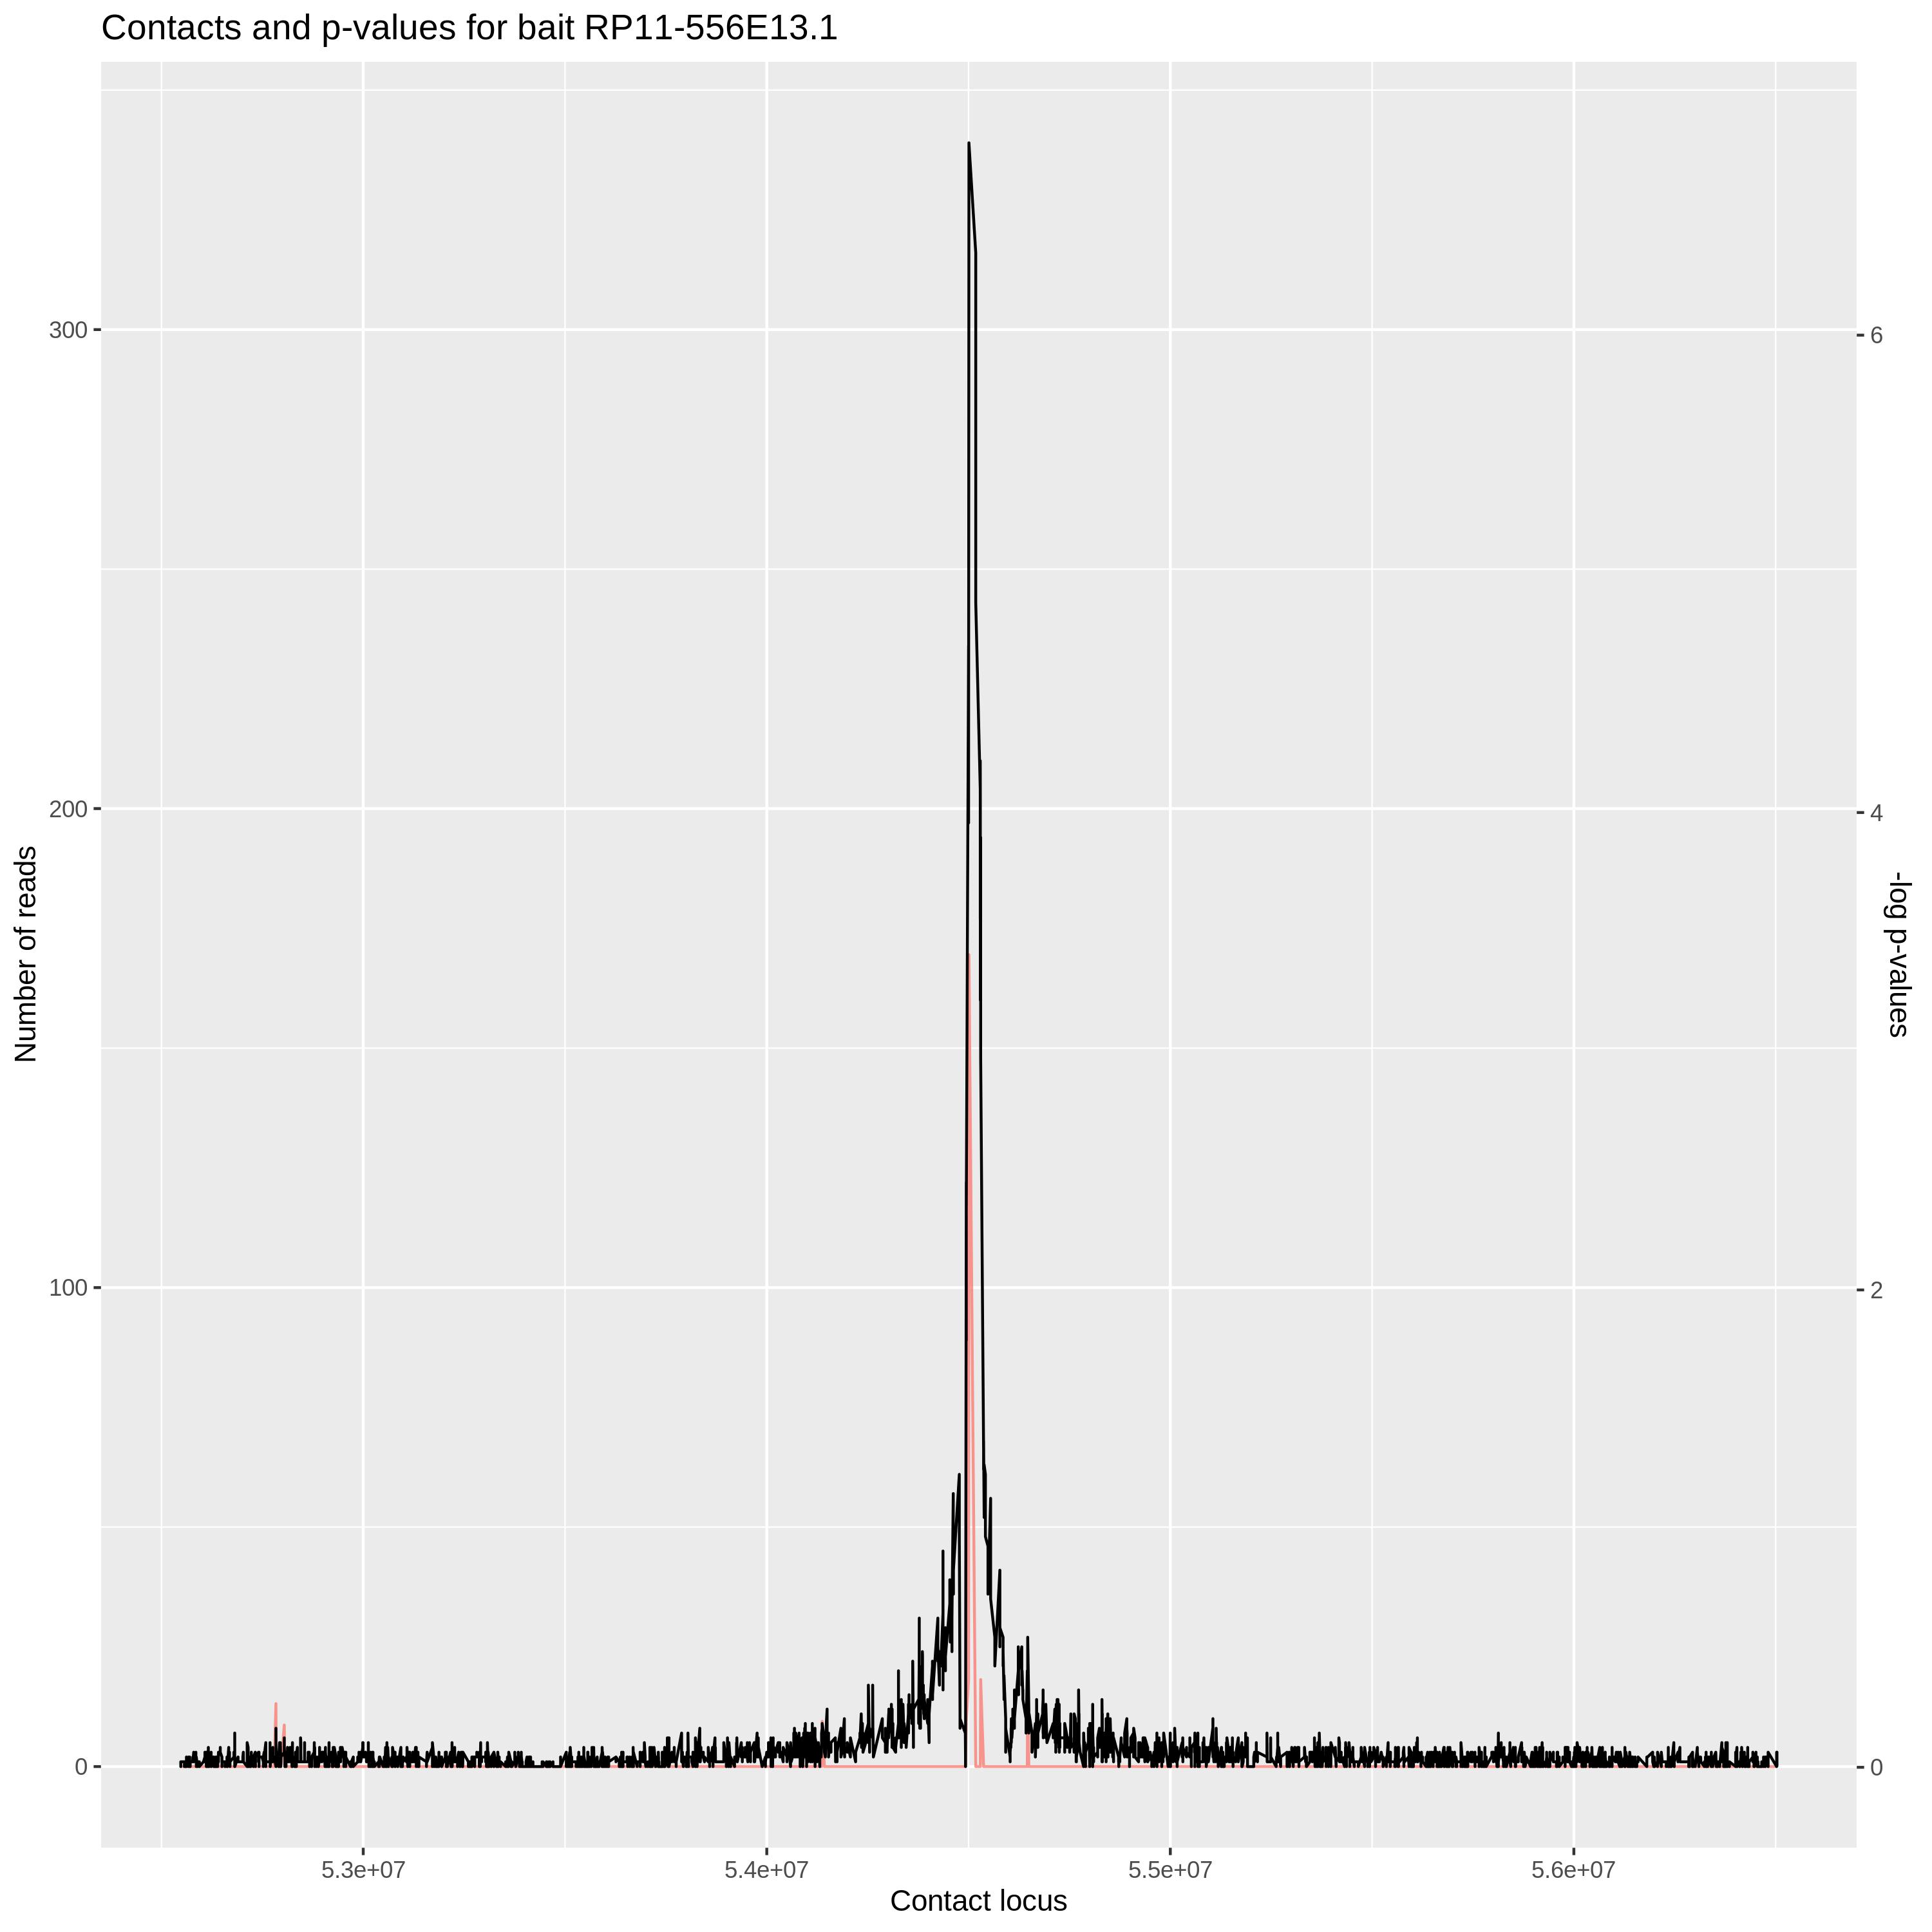 Contacts and p-values for bait RP11-556E13.1
300
200
100
0
Number of reads
6
4
2
0
-log p-values
5.3e+07 5.4e+07 5.5e+07 5.6e+07
Contact locus